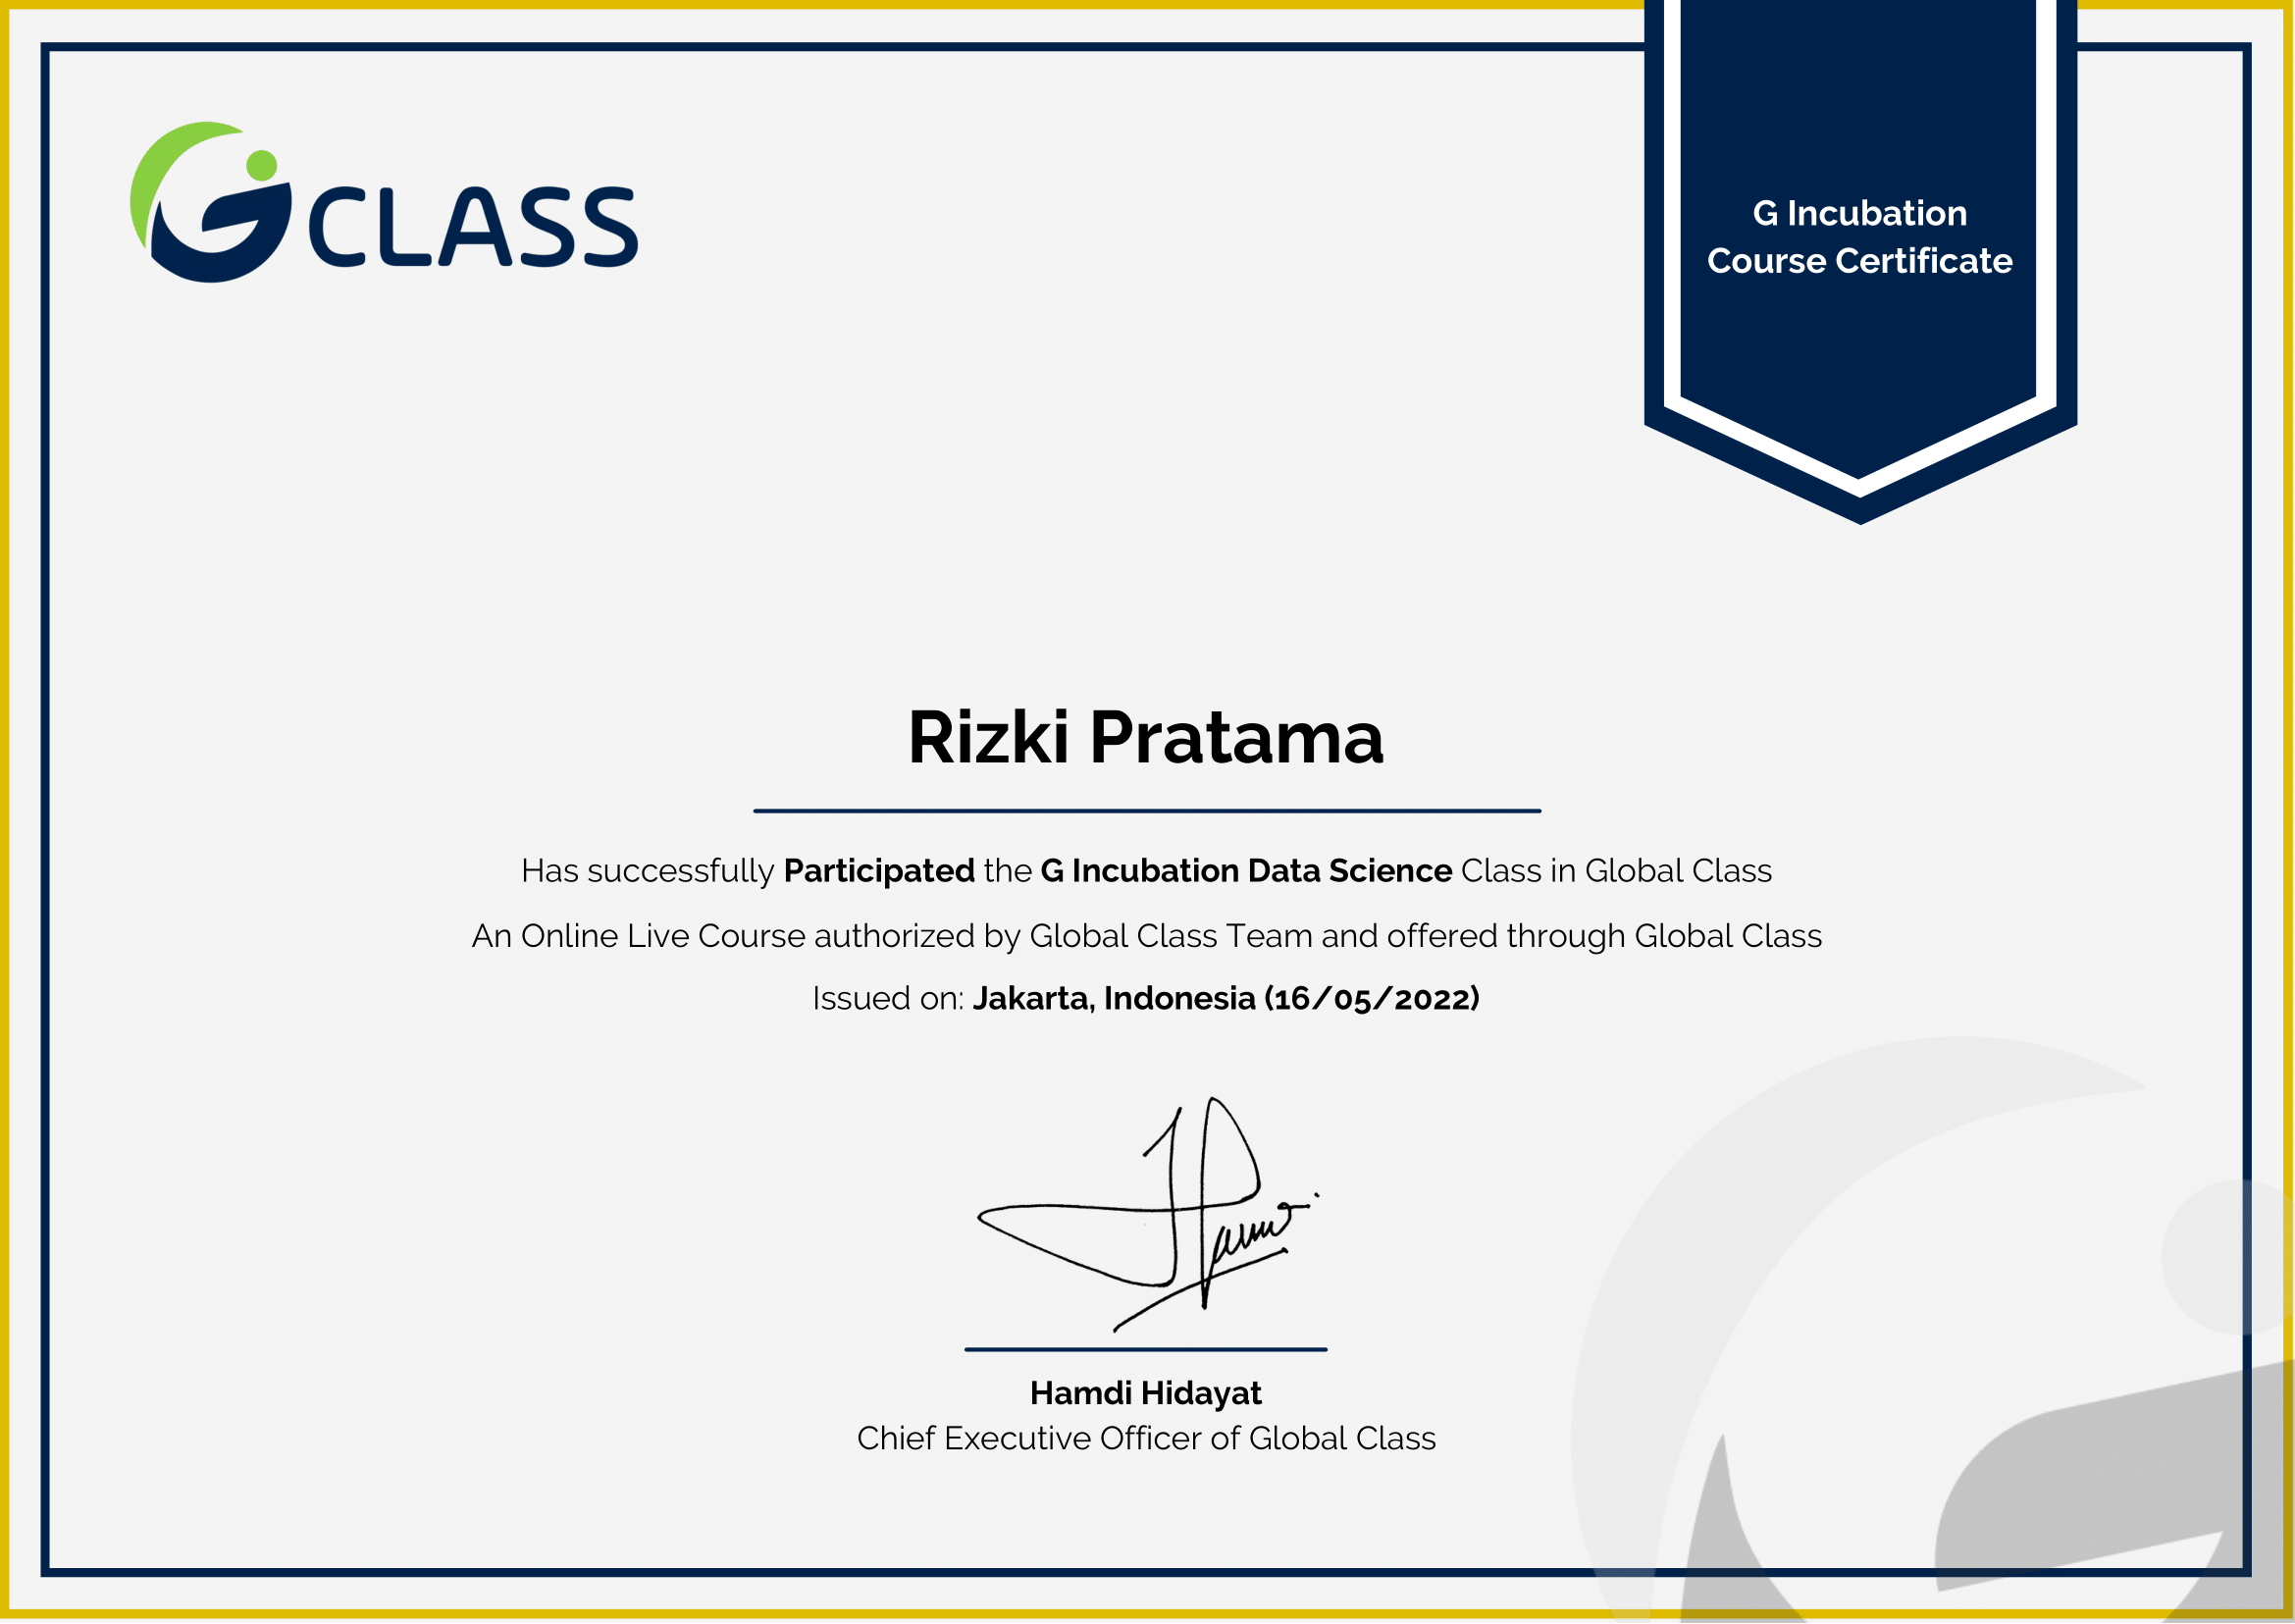 G CLASS
G Incubation
Course Certificate
Rizki Pratama
Has successfully Participated the G Incubation Data Science Class in Global Class
An Online Live Course authorized by Global Class Team and offered through Global Class
Issued on: Jakarta, Indonesia (16/05/2022)
Hamdi Hidayat
Chief Executive Officer of Global Class